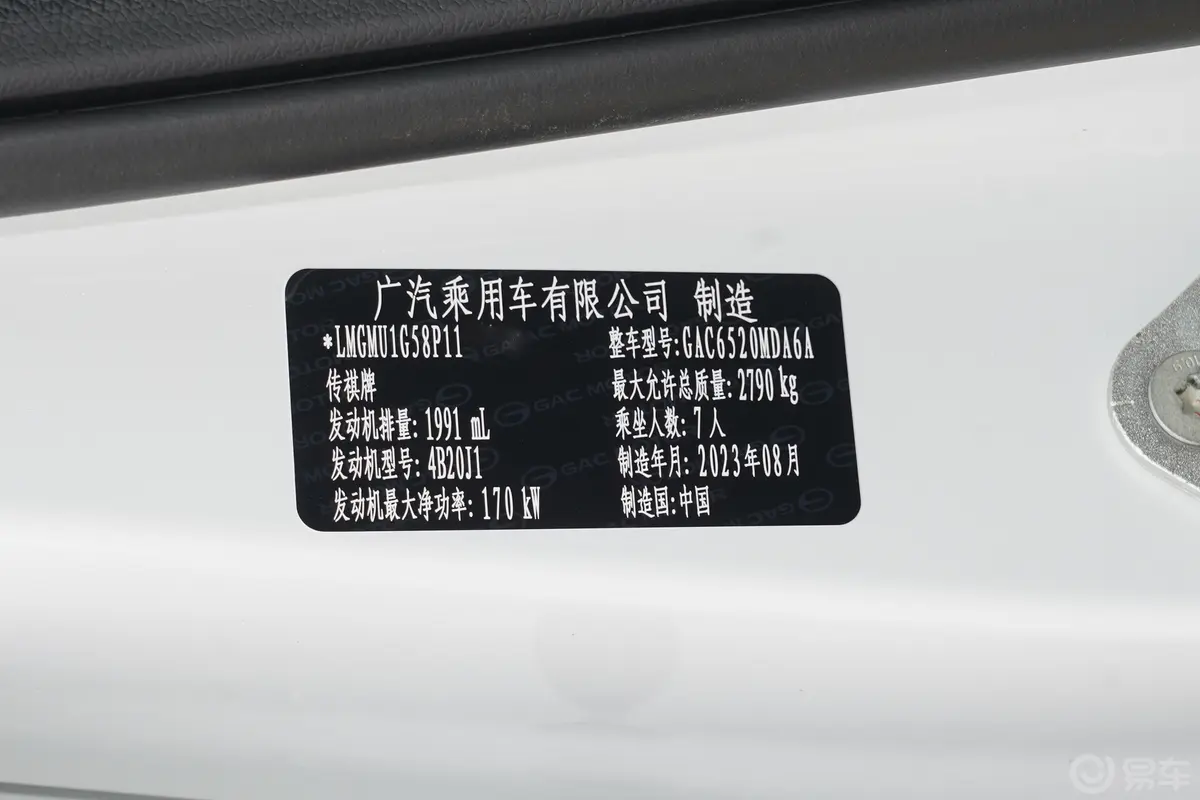 广汽乘用车有限公司 制造
*LMGMU1G58P11
整车型号:GAC6520MDA6A
传祺牌
最大允许总质量:2790 kg
发动机排量:1991 mL
乘坐人数:7人
发动机型号:4B20J1
制造年月:2023年08月
发动机最大净功率:170 kW
制造国:中国
易车